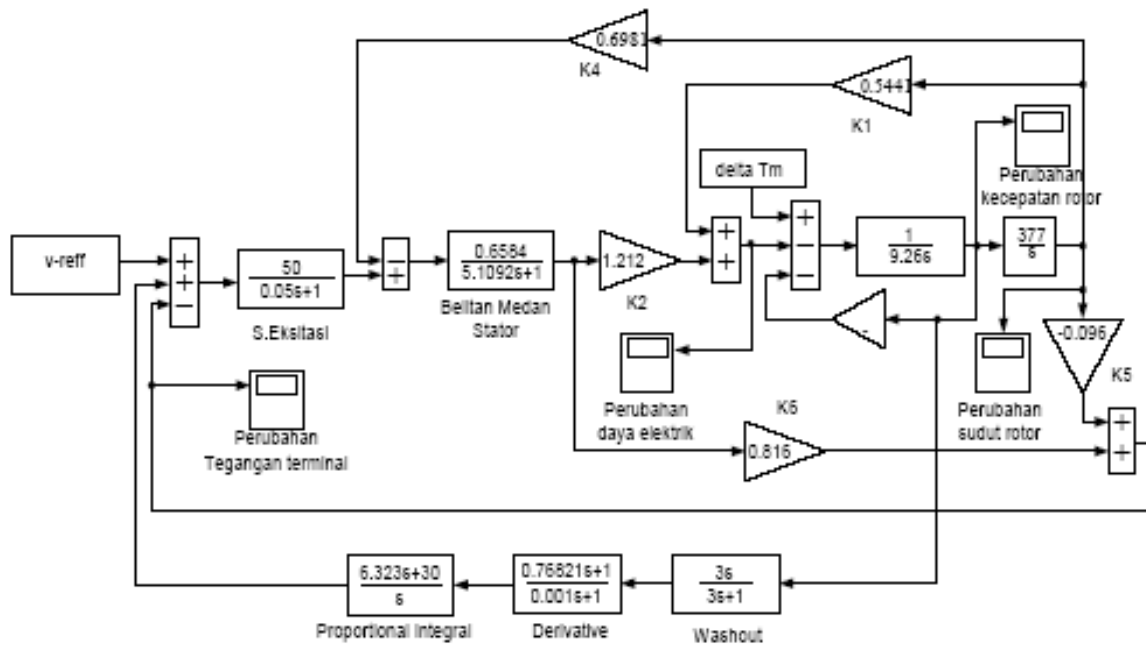 0.6981
K4
0.5441
K1
delta Tm
Perubahan
kecepatan rotor
v-reff
+
+
−
50
0.05s+1
S.Eksitasi
−
+
0.6584
5.1092s+1
Belitan Medan
Stator
1.212
K2
+
+
+
−
−
1
9.26s
377
s
-
-0.096
K5
Perubahan
Tegangan terminal
Perubahan
daya elektrik
K6
0.816
Perubahan
sudut rotor
+
+
6.323s+30
s
Proportional Integral
0.76821s+1
0.001s+1
Derivative
3s
3s+1
Washout